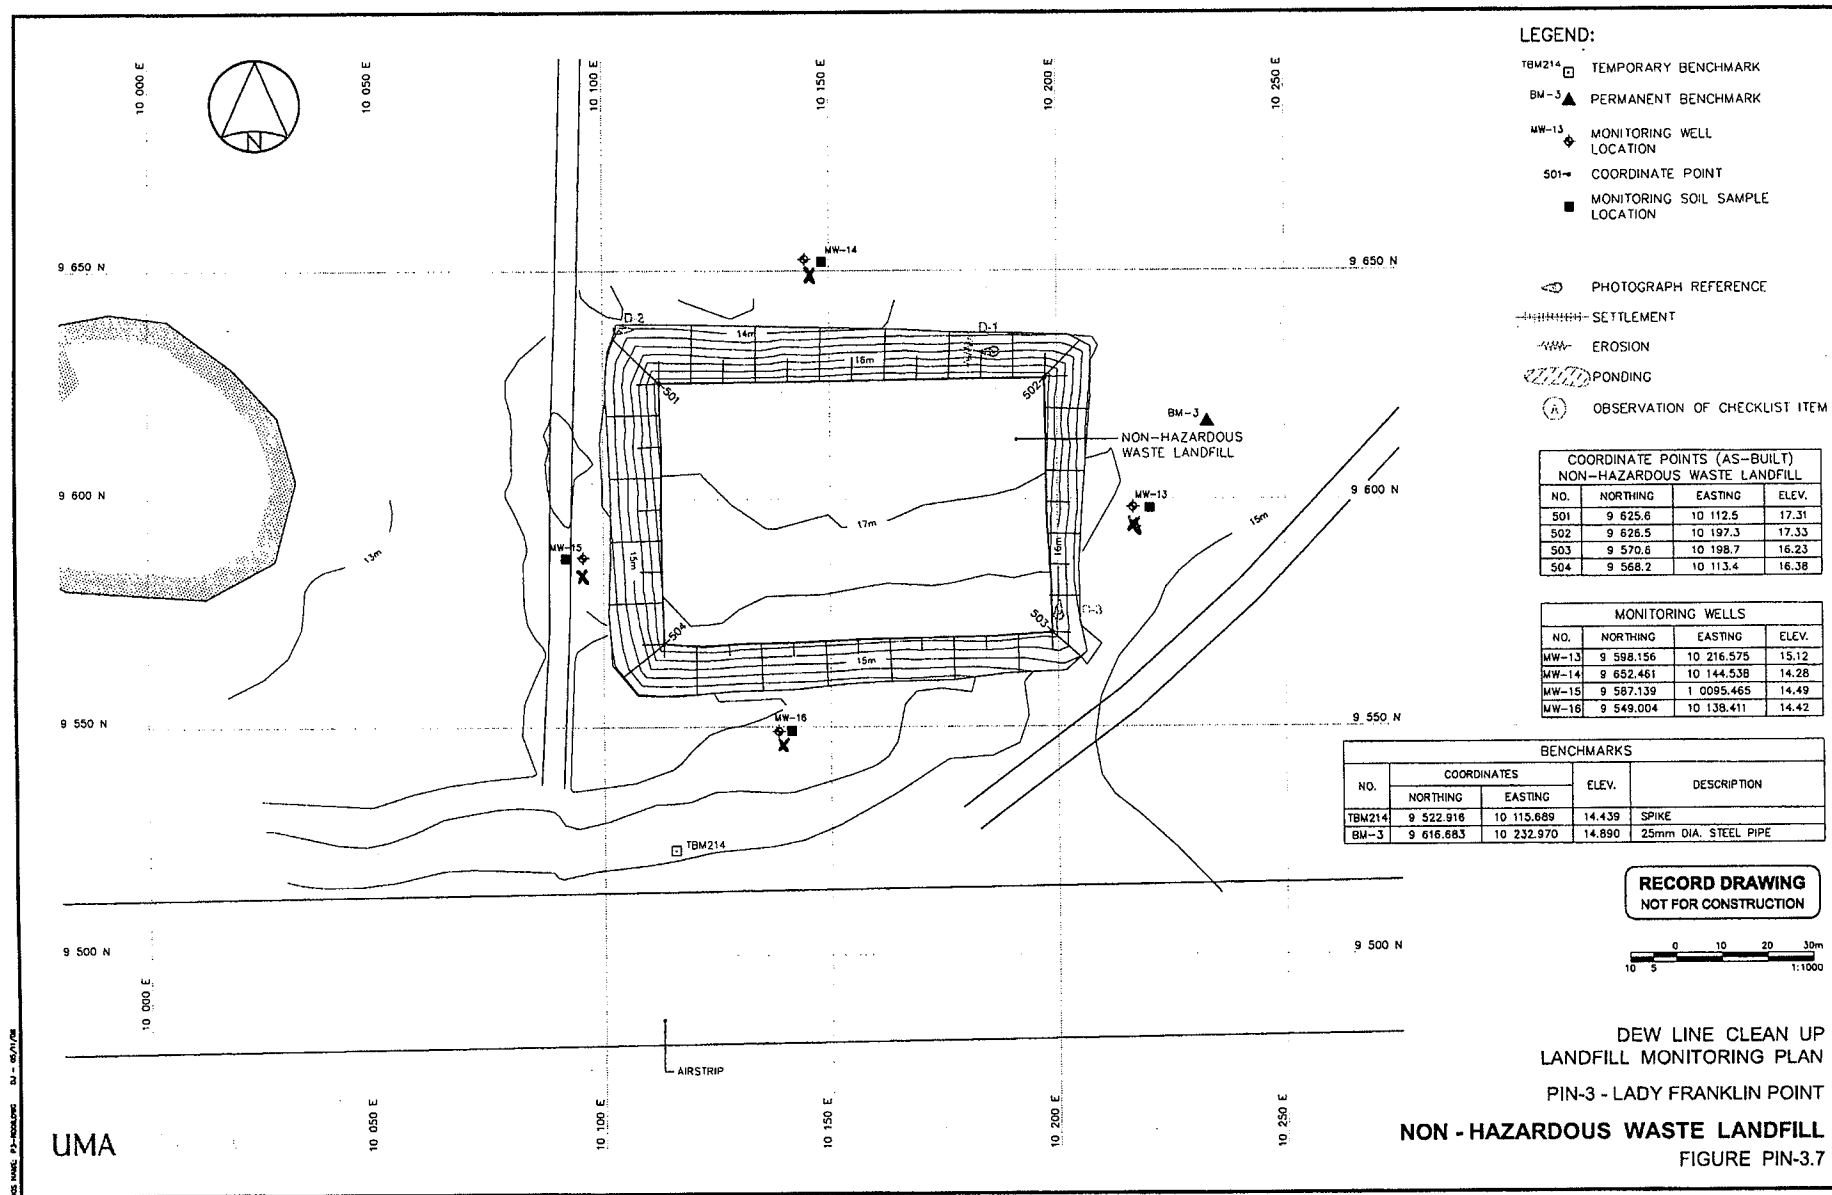 LEGEND:
TBM214 TEMPORARY BENCHMARK
BM-3 PERMANENT BENCHMARK
MW-13 MONITORING WELL
LOCATION
501 COORDINATE POINT
MONITORING SOIL SAMPLE
LOCATION
PHOTOGRAPH REFERENCE
SETTLEMENT
EROSION
PONDING
A OBSERVATION OF CHECKLIST ITEM
10 000 E
10 050 E
10 100 E
10 150 E
10 200 E
10 250 E
N
MW-14
9 650 N
9 650 N
D-2
14m
D-1
16m
501
502
BM-3
NON-HAZARDOUS
WASTE LANDFILL
9 600 N
9 600 N
MW-13
17m
15m
13m
MW-15
15m
16m
504
503
D-3
15m
MW-16
9 550 N
9 550 N
TBM214
9 500 N
9 500 N
AIRSTRIP
10 000 E
10 050 E
10 100 E
10 150 E
10 200 E
10 250 E
COORDINATE POINTS (AS-BUILT)
NON-HAZARDOUS WASTE LANDFILL
NO. NORTHING EASTING ELEV.
501 9 625.6 10 112.5 17.31
502 9 626.5 10 197.3 17.33
503 9 570.6 10 198.7 16.23
504 9 568.2 10 113.4 16.38
MONITORING WELLS
NO. NORTHING EASTING ELEV.
MW-13 9 598.156 10 216.575 15.12
MW-14 9 652.461 10 144.538 14.28
MW-15 9 587.139 1 0095.465 14.49
MW-16 9 549.004 10 138.411 14.42
BENCHMARKS
NO. COORDINATES ELEV. DESCRIPTION
NORTHING EASTING
TBM214 9 522.916 10 115.689 14.439 SPIKE
BM-3 9 616.683 10 232.970 14.890 25mm DIA. STEEL PIPE
RECORD DRAWING
NOT FOR CONSTRUCTION
0 10 20 30m
10 5 1:1000
DEW LINE CLEAN UP
LANDFILL MONITORING PLAN
PIN-3 - LADY FRANKLIN POINT
NON - HAZARDOUS WASTE LANDFILL
FIGURE PIN-3.7
UMA